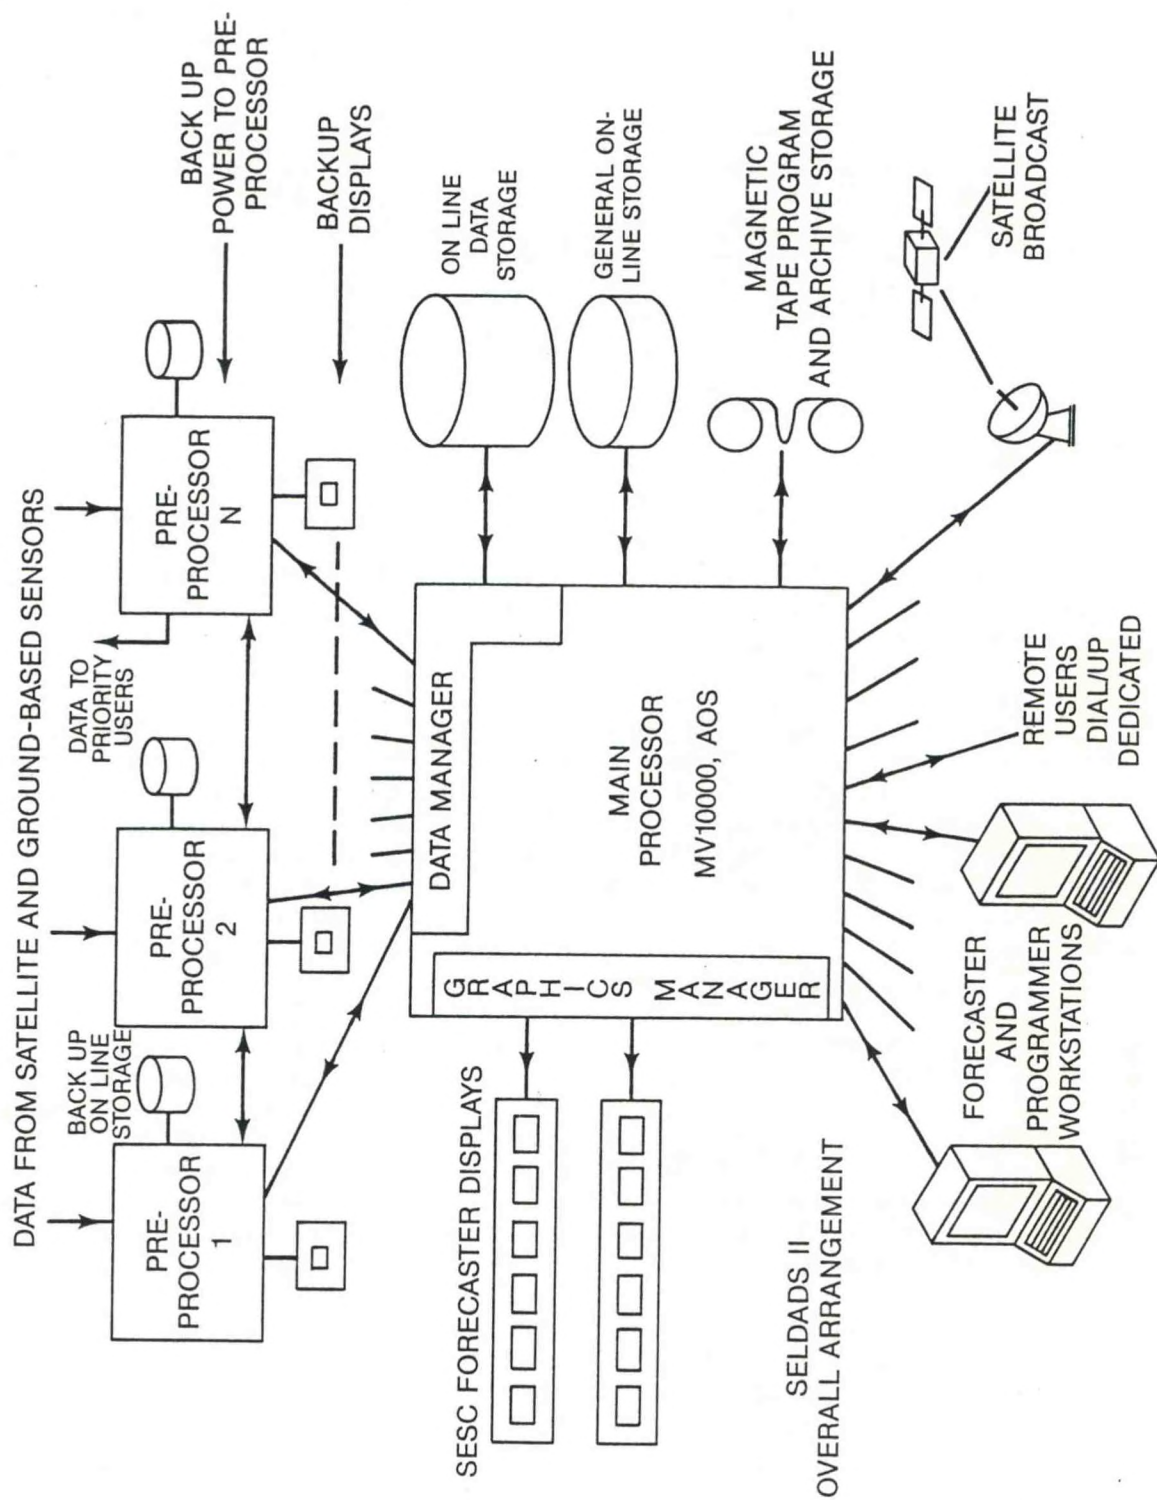 DATA FROM SATELLITE AND GROUND-BASED SENSORS
PRE-
PROCESSOR
1
BACK UP
ON LINE
STORAGE
PRE-
PROCESSOR
2
DATA TO
PRIORITY
USERS
PRE-
PROCESSOR
N
BACK UP
POWER TO PRE-
PROCESSOR
BACKUP
DISPLAYS
SESC FORECASTER DISPLAYS
GRAPHICS MANAGER
DATA MANAGER
MAIN
PROCESSOR
MV10000, AOS
ON LINE
DATA
STORAGE
GENERAL ON-
LINE STORAGE
MAGNETIC
TAPE PROGRAM
AND ARCHIVE STORAGE
SELDADS II
OVERALL ARRANGEMENT
FORECASTER
AND
PROGRAMMER
WORKSTATIONS
REMOTE
USERS
DIAL/UP
DEDICATED
SATELLITE
BROADCAST